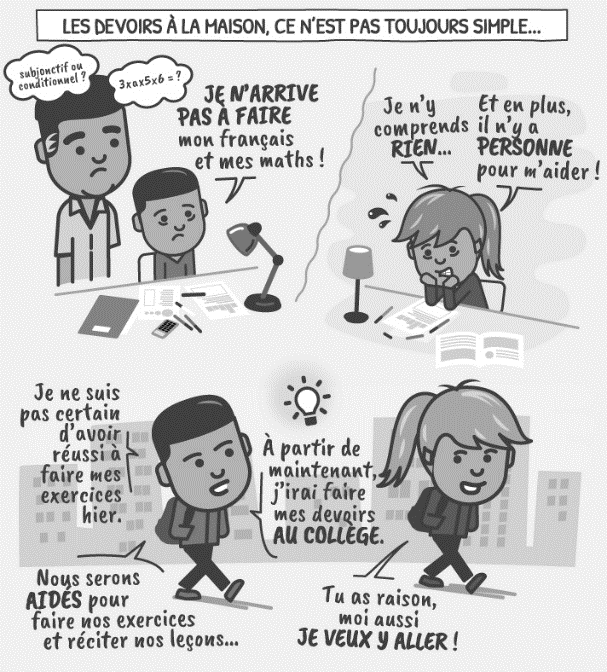 LES DEVOIRS À LA MAISON, CE N'EST PAS TOUJOURS SIMPLE...
subjonctif ou
conditionnel ?
3xax5x6 = ?
JE N'ARRIVE
PAS À FAIRE
mon français
et mes maths !
Je n'y
comprends
RIEN...
Et en plus,
il n'y a
PERSONNE
pour m'aider !
Je ne suis
pas certain
d'avoir
réussi à
faire mes
exercices
hier.
À partir de
maintenant,
j'irai faire
mes devoirs
AU COLLÈGE.
Nous serons
AIDÉS pour
faire nos exercices
et réciter nos leçons...
Tu as raison,
moi aussi
JE VEUX Y ALLER !